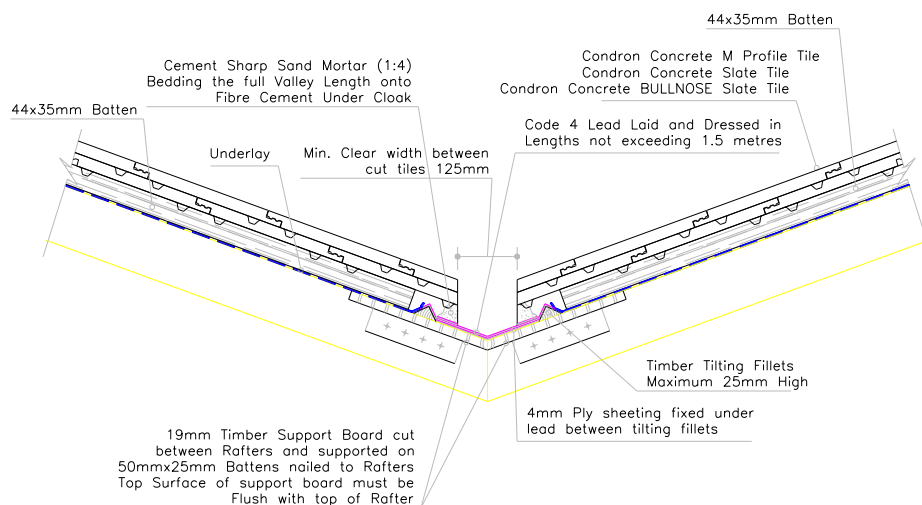 44x35mm Batten
Cement Sharp Sand Mortar (1:4)
Bedding the full Valley Length onto
Fibre Cement Under Cloak
Condron Concrete M Profile Tile
Condron Concrete Slate Tile
Condron Concrete BULLNOSE Slate Tile
44x35mm Batten
Code 4 Lead Laid and Dressed in
Lengths not exceeding 1.5 metres
Underlay
Min. Clear width between
cut tiles 125mm
Timber Tilting Fillets
Maximum 25mm High
4mm Ply sheeting fixed under
lead between tilting fillets
19mm Timber Support Board cut
between Rafters and supported on
50mmx25mm Battens nailed to Rafters
Top Surface of support board must be
Flush with top of Rafter